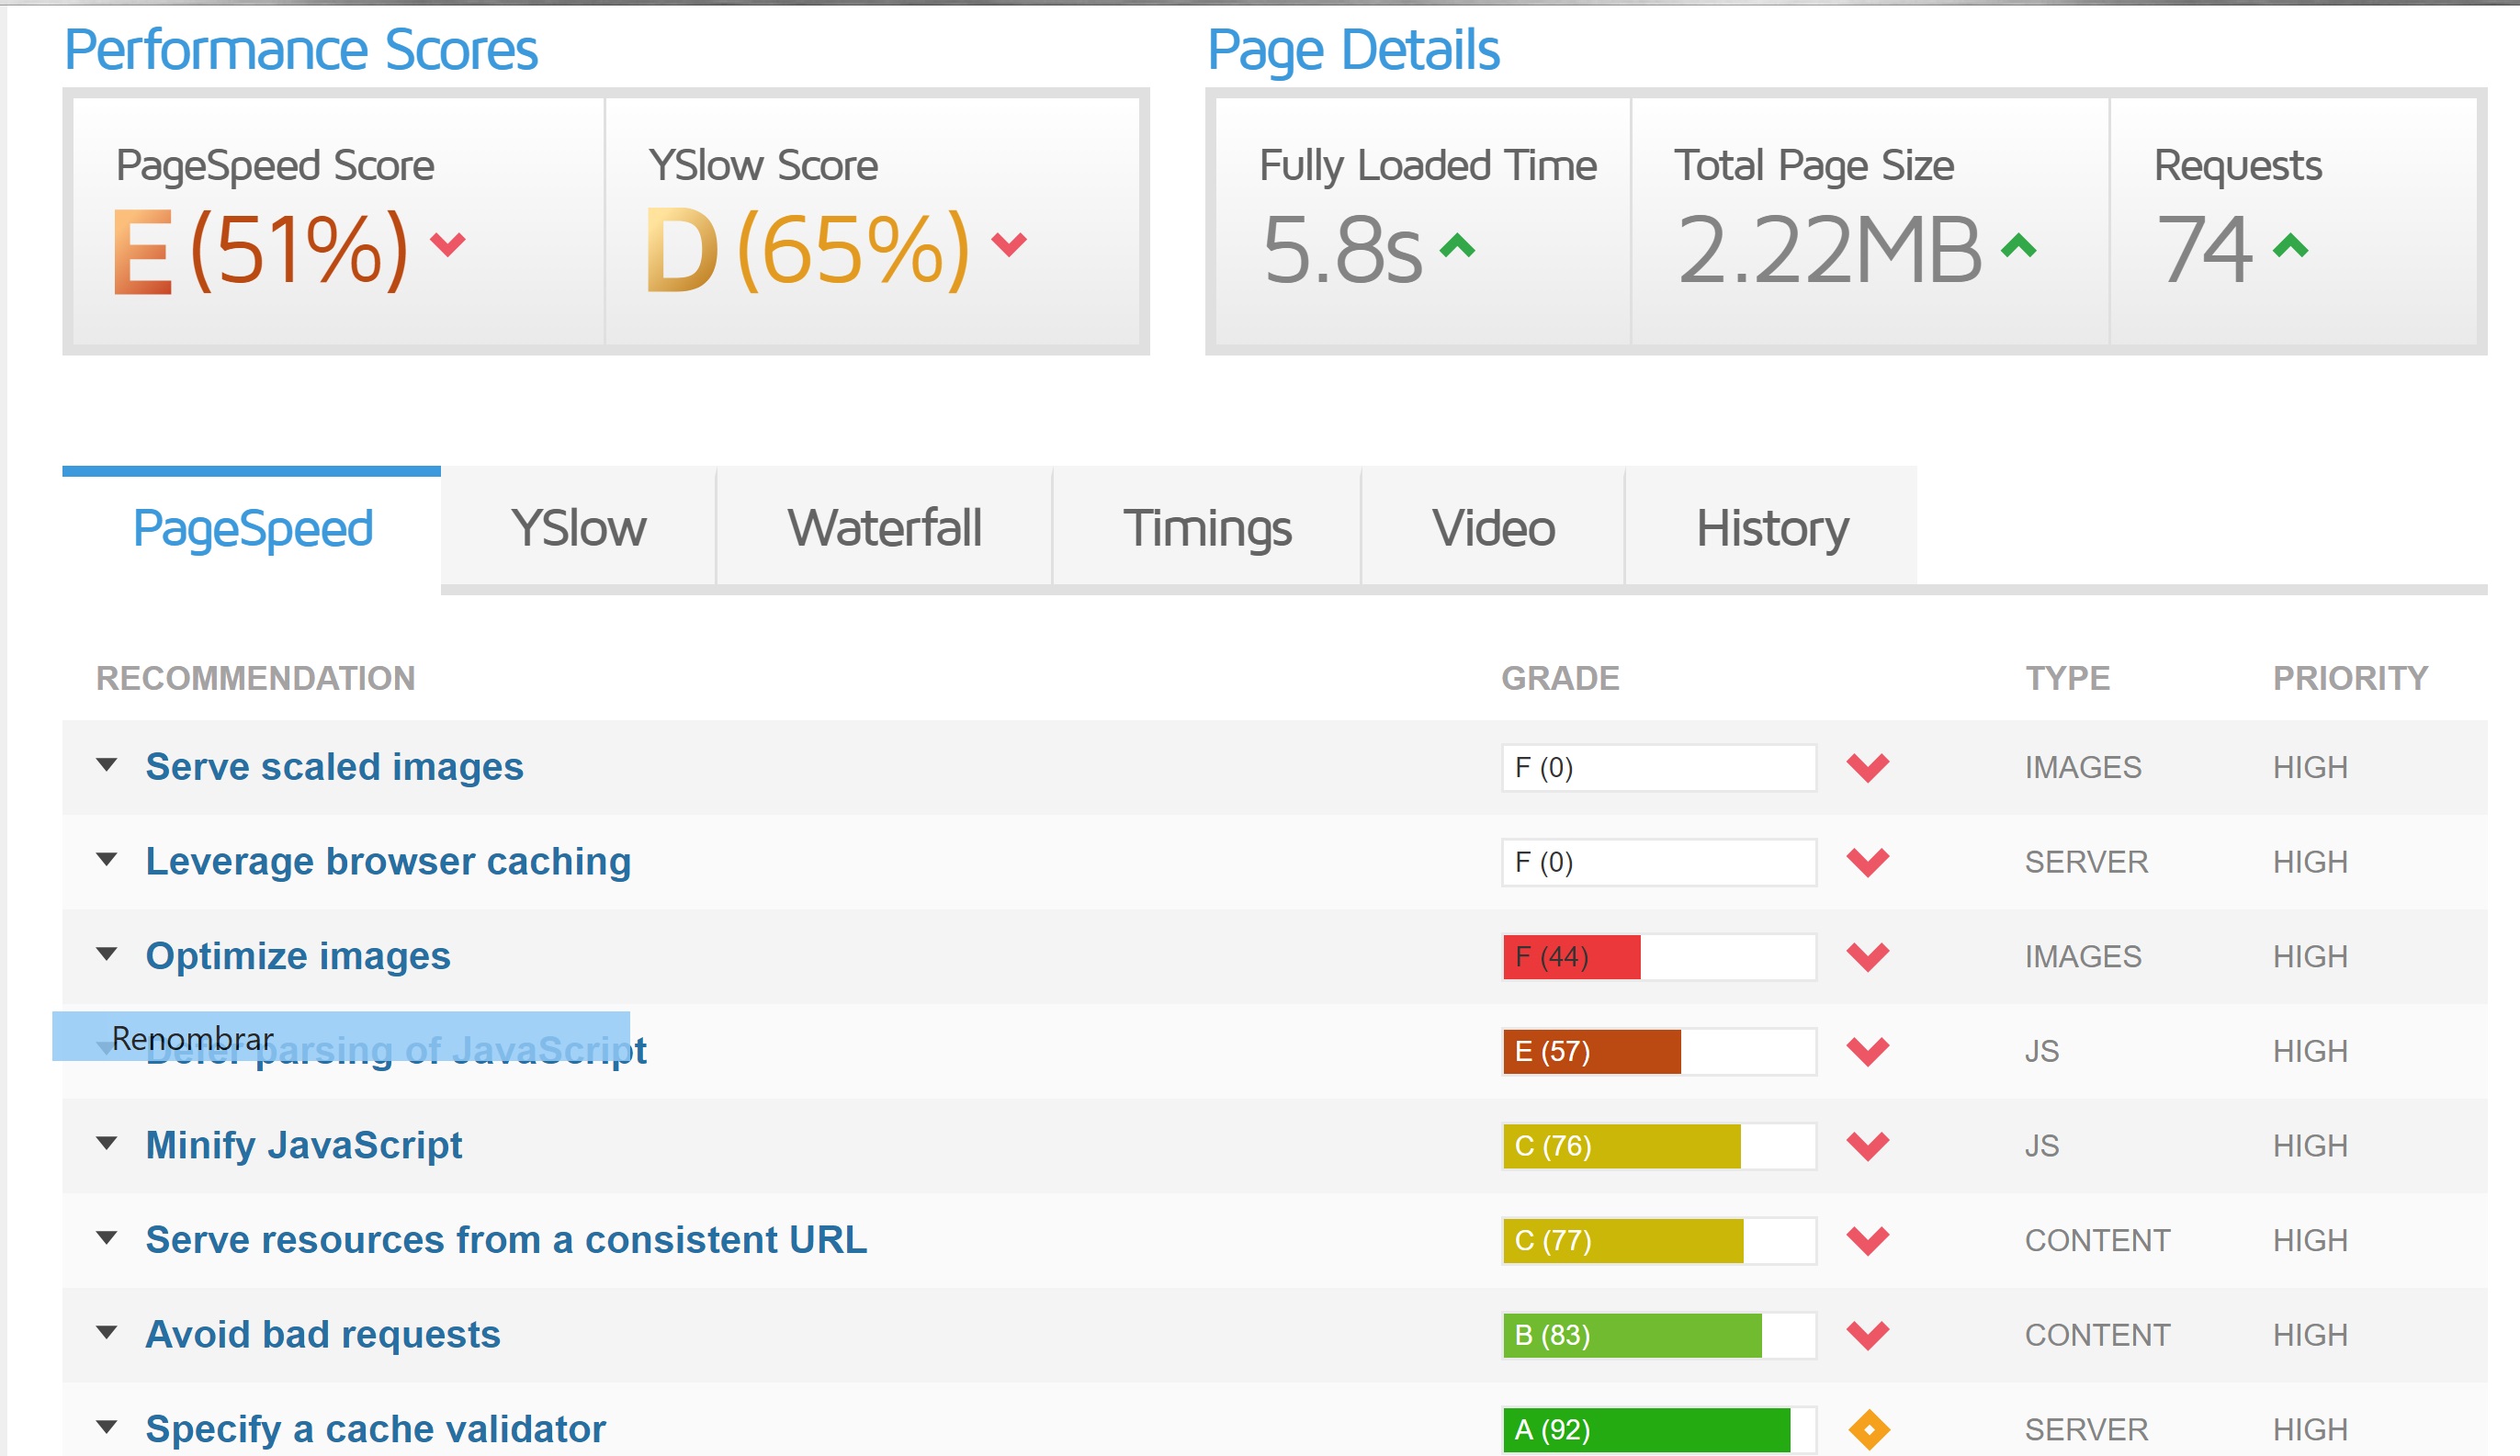 Performance Scores
Page Details
PageSpeed Score
E (51%)
YSlow Score
D (65%)
Fully Loaded Time
5.8s
Total Page Size
2.22MB
Requests
74
PageSpeed YSlow Waterfall Timings Video History
RECOMMENDATION GRADE TYPE PRIORITY
Serve scaled images F (0) IMAGES HIGH
Leverage browser caching F (0) SERVER HIGH
Optimize images F (44) IMAGES HIGH
Renombrar
Defer parsing of JavaScript E (57) JS HIGH
Minify JavaScript C (76) JS HIGH
Serve resources from a consistent URL C (77) CONTENT HIGH
Avoid bad requests B (83) CONTENT HIGH
Specify a cache validator A (92) SERVER HIGH